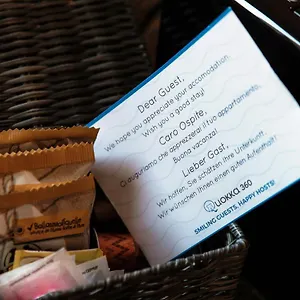 Dear Guest,
We hope you appreciate your accomodation.
Wish you a good stay!
Caro Ospite,
Ci auguriamo che apprezzerai il tuo appartamento.
Buona vacanza!
Lieber Gast,
Wir hoffen, Sie schätzen Ihre Unterkunft.
Wir wünschen Ihnen einen guten Aufenthalt!
QUOKKA 360
SMILING GUESTS, HAPPY HOSTS!